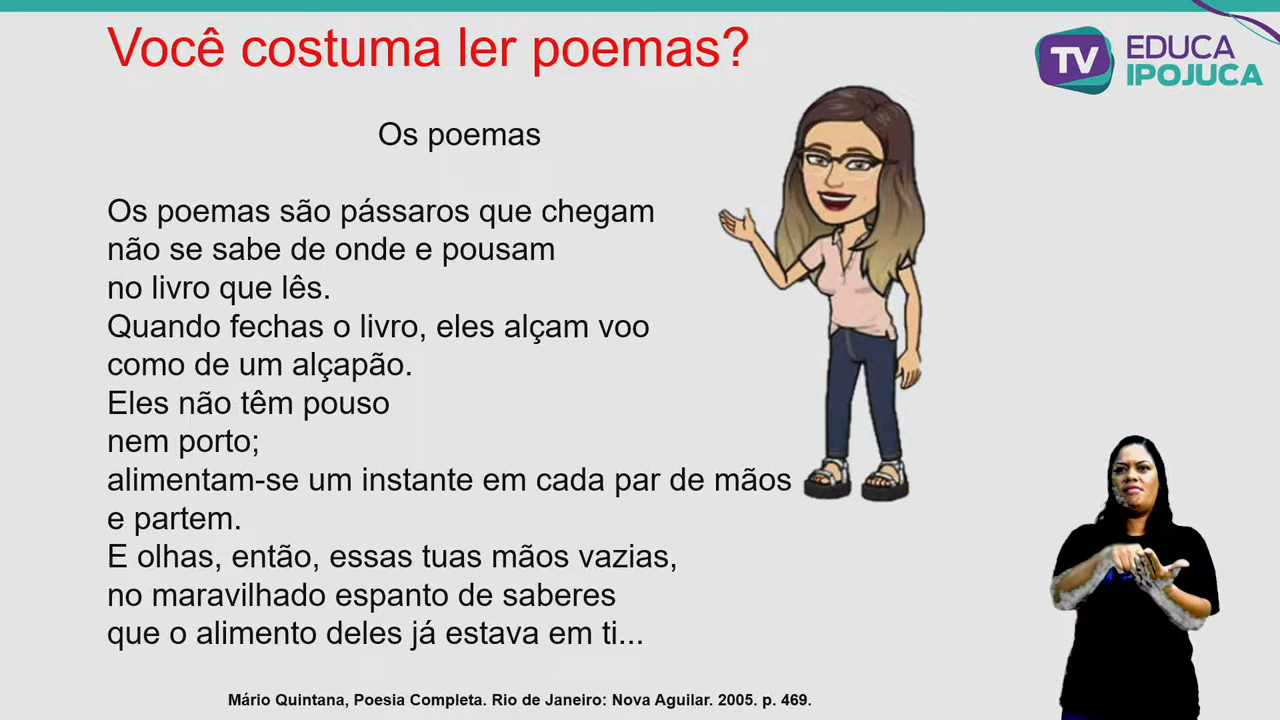 Você costuma ler poemas?
TV EDUCA
IPOJUCA
Os poemas
Os poemas são pássaros que chegam
não se sabe de onde e pousam
no livro que lês.
Quando fechas o livro, eles alçam voo
como de um alçapão.
Eles não têm pouso
nem porto;
alimentam-se um instante em cada par de mãos
e partem.
E olhas, então, essas tuas mãos vazias,
no maravilhado espanto de saberes
que o alimento deles já estava em ti...
Mário Quintana, Poesia Completa. Rio de Janeiro: Nova Aguilar. 2005. p. 469.